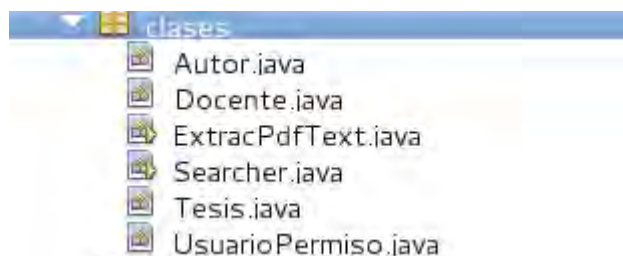 clases
Autor.java
Docente.java
ExtracPdfText.java
Searcher.java
Tesis.java
UsuarioPermiso.java